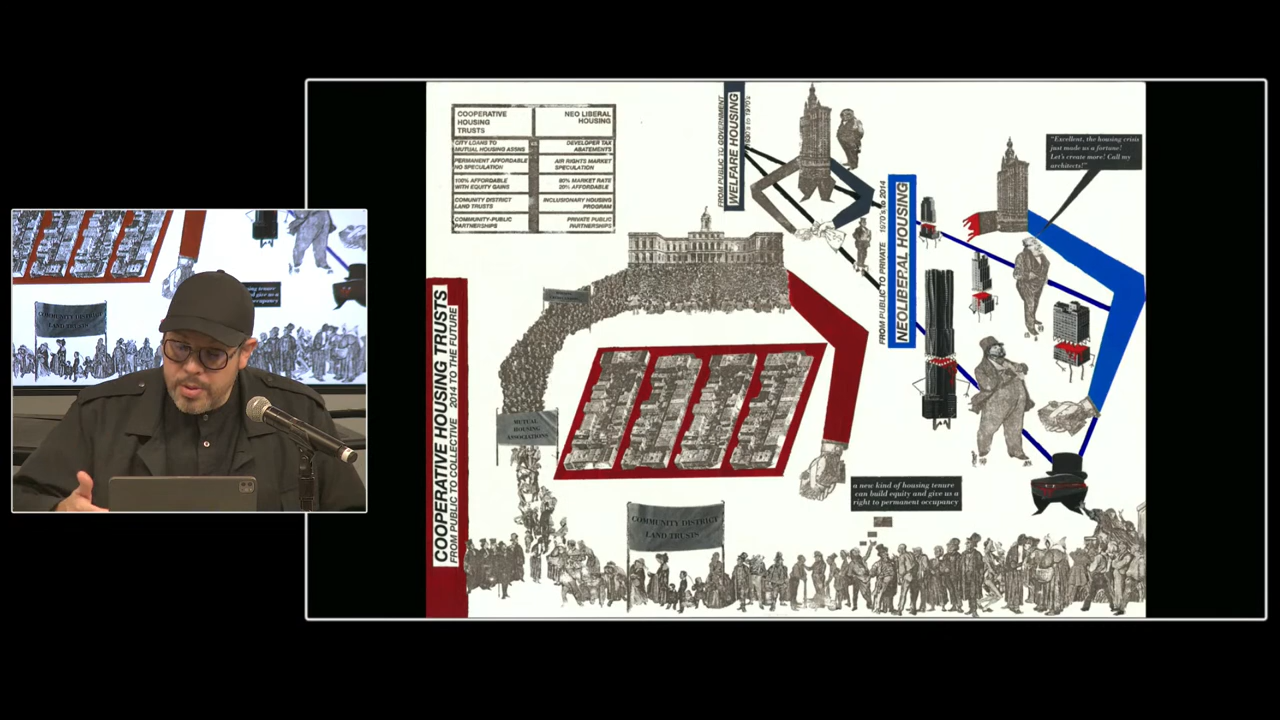 COOPERATIVE
HOUSING
TRUSTS
NEO LIBERAL
HOUSING
VS
CITY LOANS TO
MUTUAL HOUSING ASSNS
DEVELOPER TAX
ABATEMENTS
PERMANENT AFFORDABLE
NO SPECULATION
AIR RIGHTS MARKET
SPECULATION
100% AFFORDABLE
WITH EQUITY GAINS
80% MARKET RATE
20% AFFORDABLE
COMUNITY DISTRICT
LAND TRUSTS
INCLUSIONARY HOUSING
PROGRAM
COMMUNITY-PUBLIC
PARTNERSHIPS
PRIVATE PUBLIC
PARTNERSHIPS
FROM PUBLIC TO GOVERNMENT
WELFARE HOUSING
1930's to 1970's
FROM PUBLIC TO PRIVATE 1970's to 2014
NEOLIBERAL HOUSING
"Excellent, the housing crisis
just made us a fortune!
Let's create more! Call my
architects!"
COOPERATIVE HOUSING TRUSTS
FROM PUBLIC TO COLLECTIVE 2014 TO THE FUTURE
MUTUAL
HOUSING
ASSOCIATIONS
a new kind of housing tenure
can build equity and give us a
right to permanent occupancy
COMMUNITY DISTRICT
LAND TRUSTS
COMMUNITY DISTRICT
LAND TRUSTS